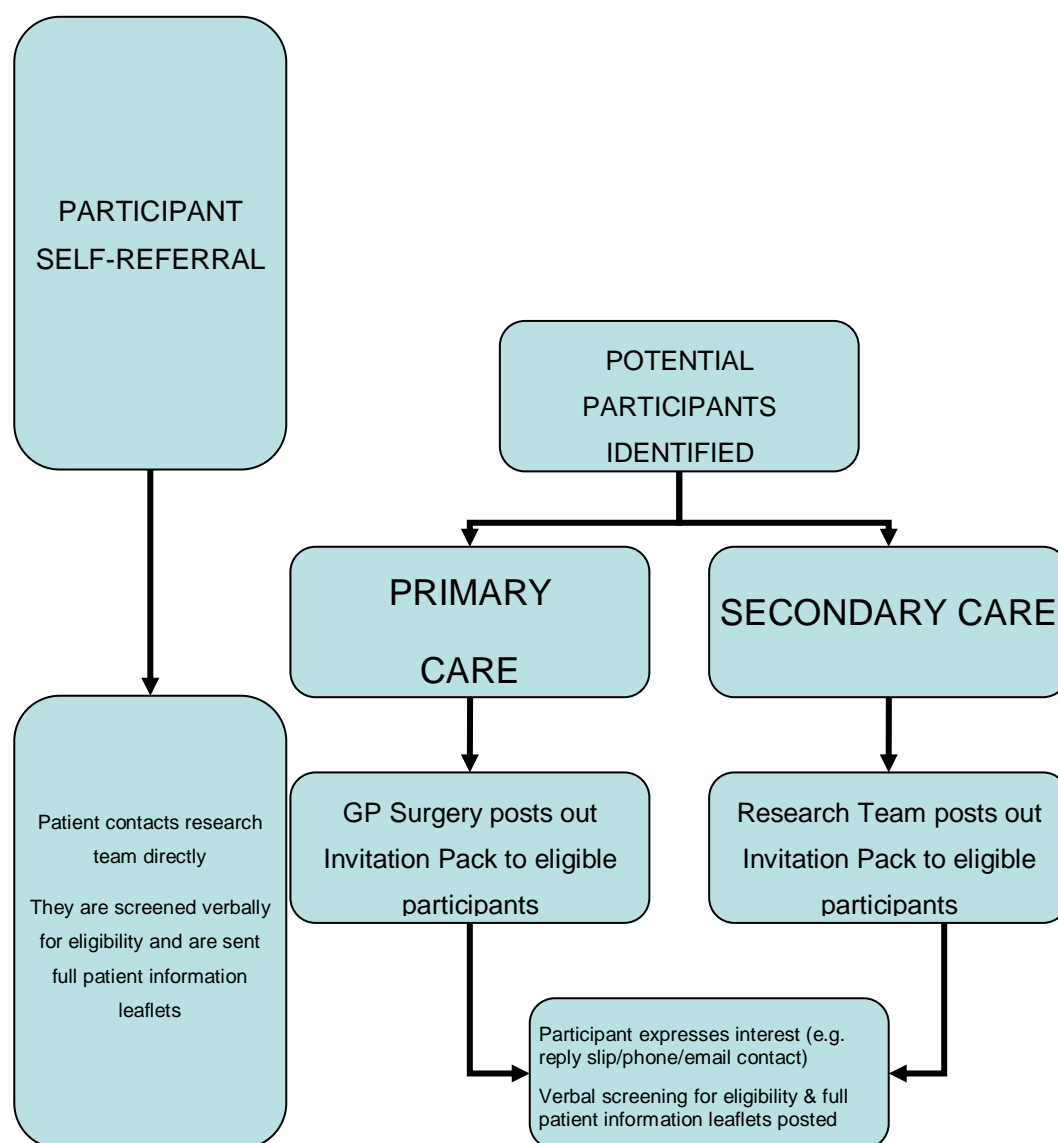 PARTICIPANT
SELF-REFERRAL
POTENTIAL
PARTICIPANTS
IDENTIFIED
PRIMARY
CARE
SECONDARY CARE
Patient contacts research
team directly
They are screened verbally
for eligibility and are sent
full patient information
leaflets
GP Surgery posts out
Invitation Pack to eligible
participants
Research Team posts out
Invitation Pack to eligible
participants
Participant expresses interest (e.g.
reply slip/phone/email contact)
Verbal screening for eligibility & full
patient information leaflets posted